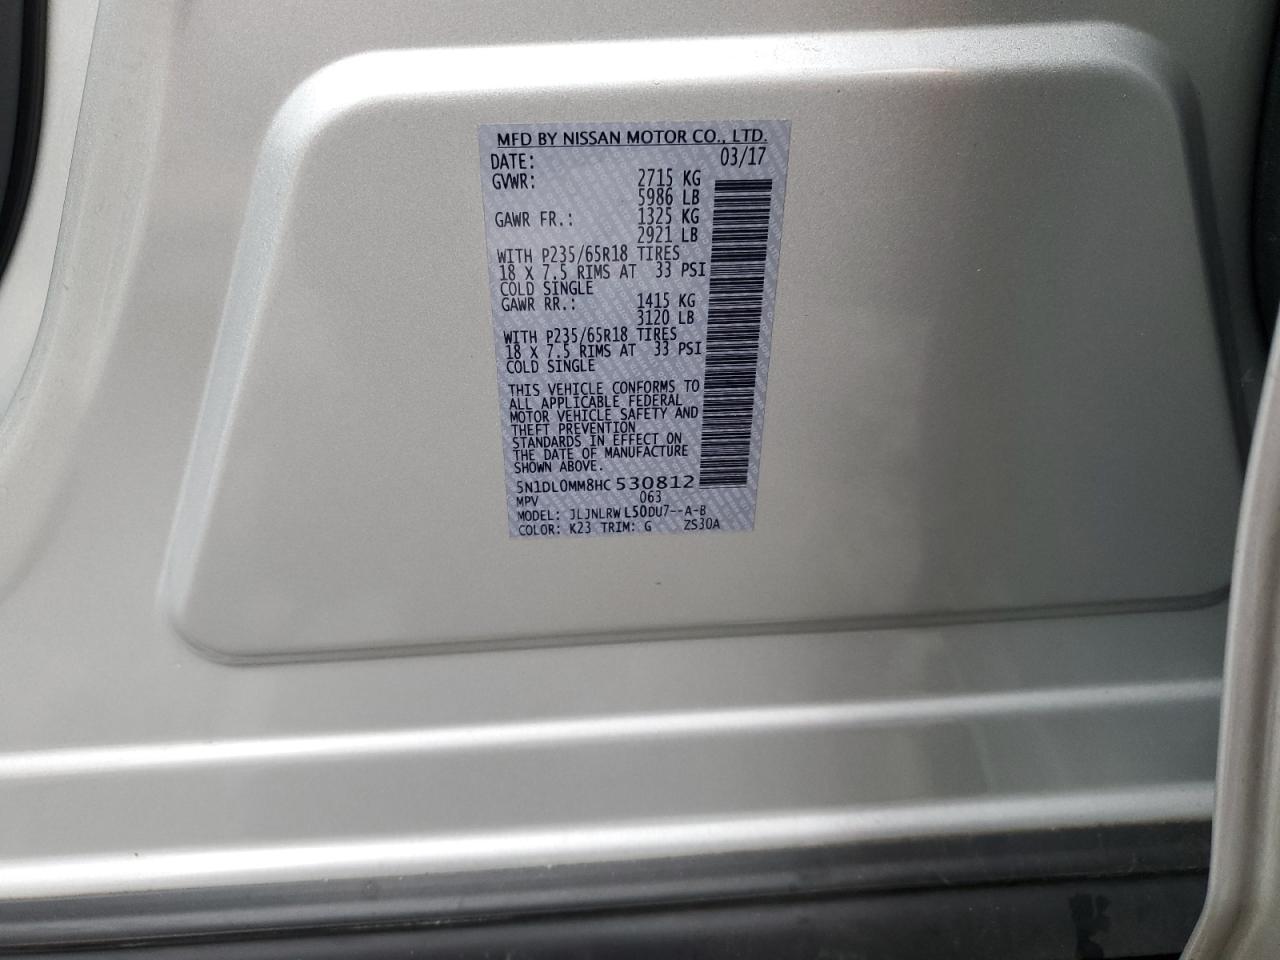 MFD BY NISSAN MOTOR CO., LTD.
DATE: 03/17
GVWR: 2715 KG
5986 LB
GAWR FR.: 1325 KG
2921 LB
WITH P235/65R18 TIRES
18 X 7.5 RIMS AT 33 PSI
COLD SINGLE
GAWR RR.: 1415 KG
3120 LB
WITH P235/65R18 TIRES
18 X 7.5 RIMS AT 33 PSI
COLD SINGLE
THIS VEHICLE CONFORMS TO
ALL APPLICABLE FEDERAL
MOTOR VEHICLE SAFETY AND
THEFT PREVENTION
STANDARDS IN EFFECT ON
THE DATE OF MANUFACTURE
SHOWN ABOVE.
5N1DL0MM8HC530812
MPV 063
MODEL: JLJNLRWL50DU7--A-B
COLOR: K23 TRIM: G ZS30A